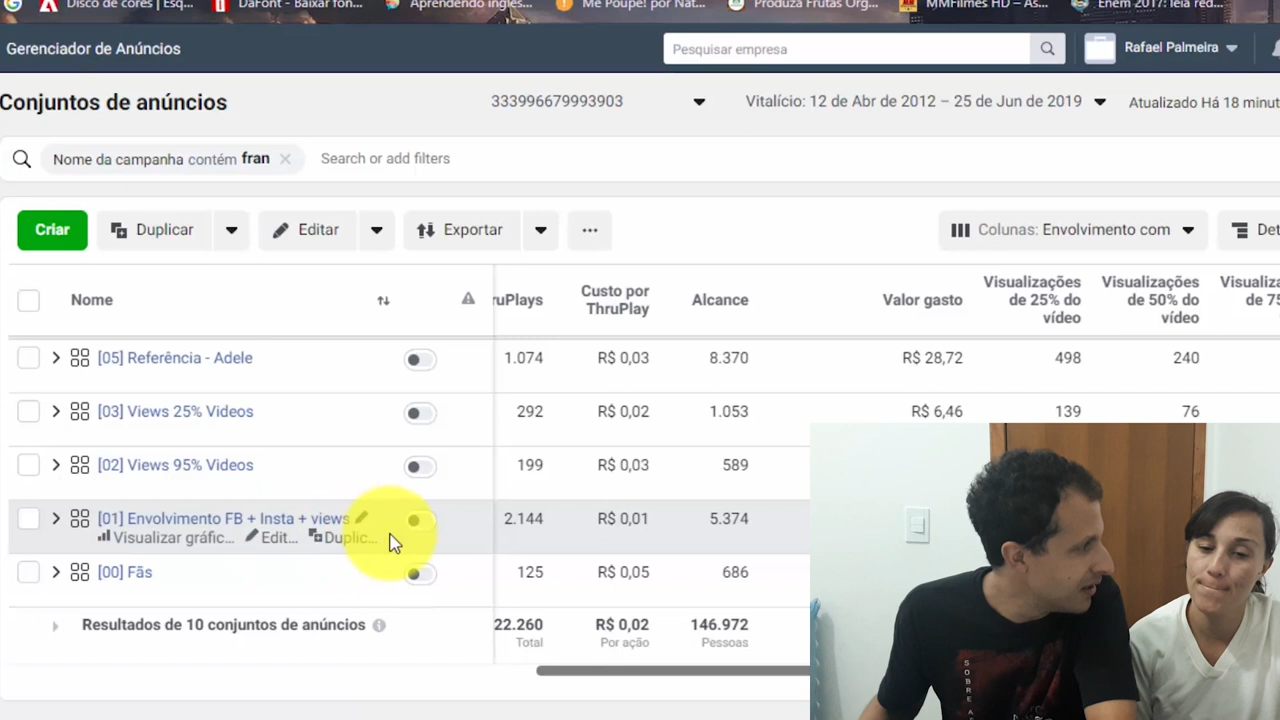 Disco de cores | Esq... DaFont - Baixar fon... Aprendendo inglês... Me Poupe! por Nat... Produza Frutas Org... MMFilmes HD – As... Enem 2017: leia red...
Gerenciador de Anúncios Pesquisar empresa Rafael Palmeira
Conjuntos de anúncios 333996679993903 Vitalício: 12 de Abr de 2012 – 25 de Jun de 2019 Atualizado Há 18 minut
Nome da campanha contém fran Search or add filters
Criar Duplicar Editar Exportar ... Colunas: Envolvimento com Det
Nome ruPlays Custo por ThruPlay Alcance Valor gasto Visualizações de 25% do vídeo Visualizações de 50% do vídeo Visualiza de 75
[05] Referência - Adele 1.074 R$ 0,03 8.370 R$ 28,72 498 240
[03] Views 25% Videos 292 R$ 0,02 1.053 R$ 6,46 139 76
[02] Views 95% Videos 199 R$ 0,03 589
[01] Envolvimento FB + Insta + views 2.144 R$ 0,01 5.374
Visualizar gráfic... Edit... Duplic...
[00] Fãs 125 R$ 0,05 686
Resultados de 10 conjuntos de anúncios 22.260 R$ 0,02 146.972
Total Por ação Pessoas
SOBRE